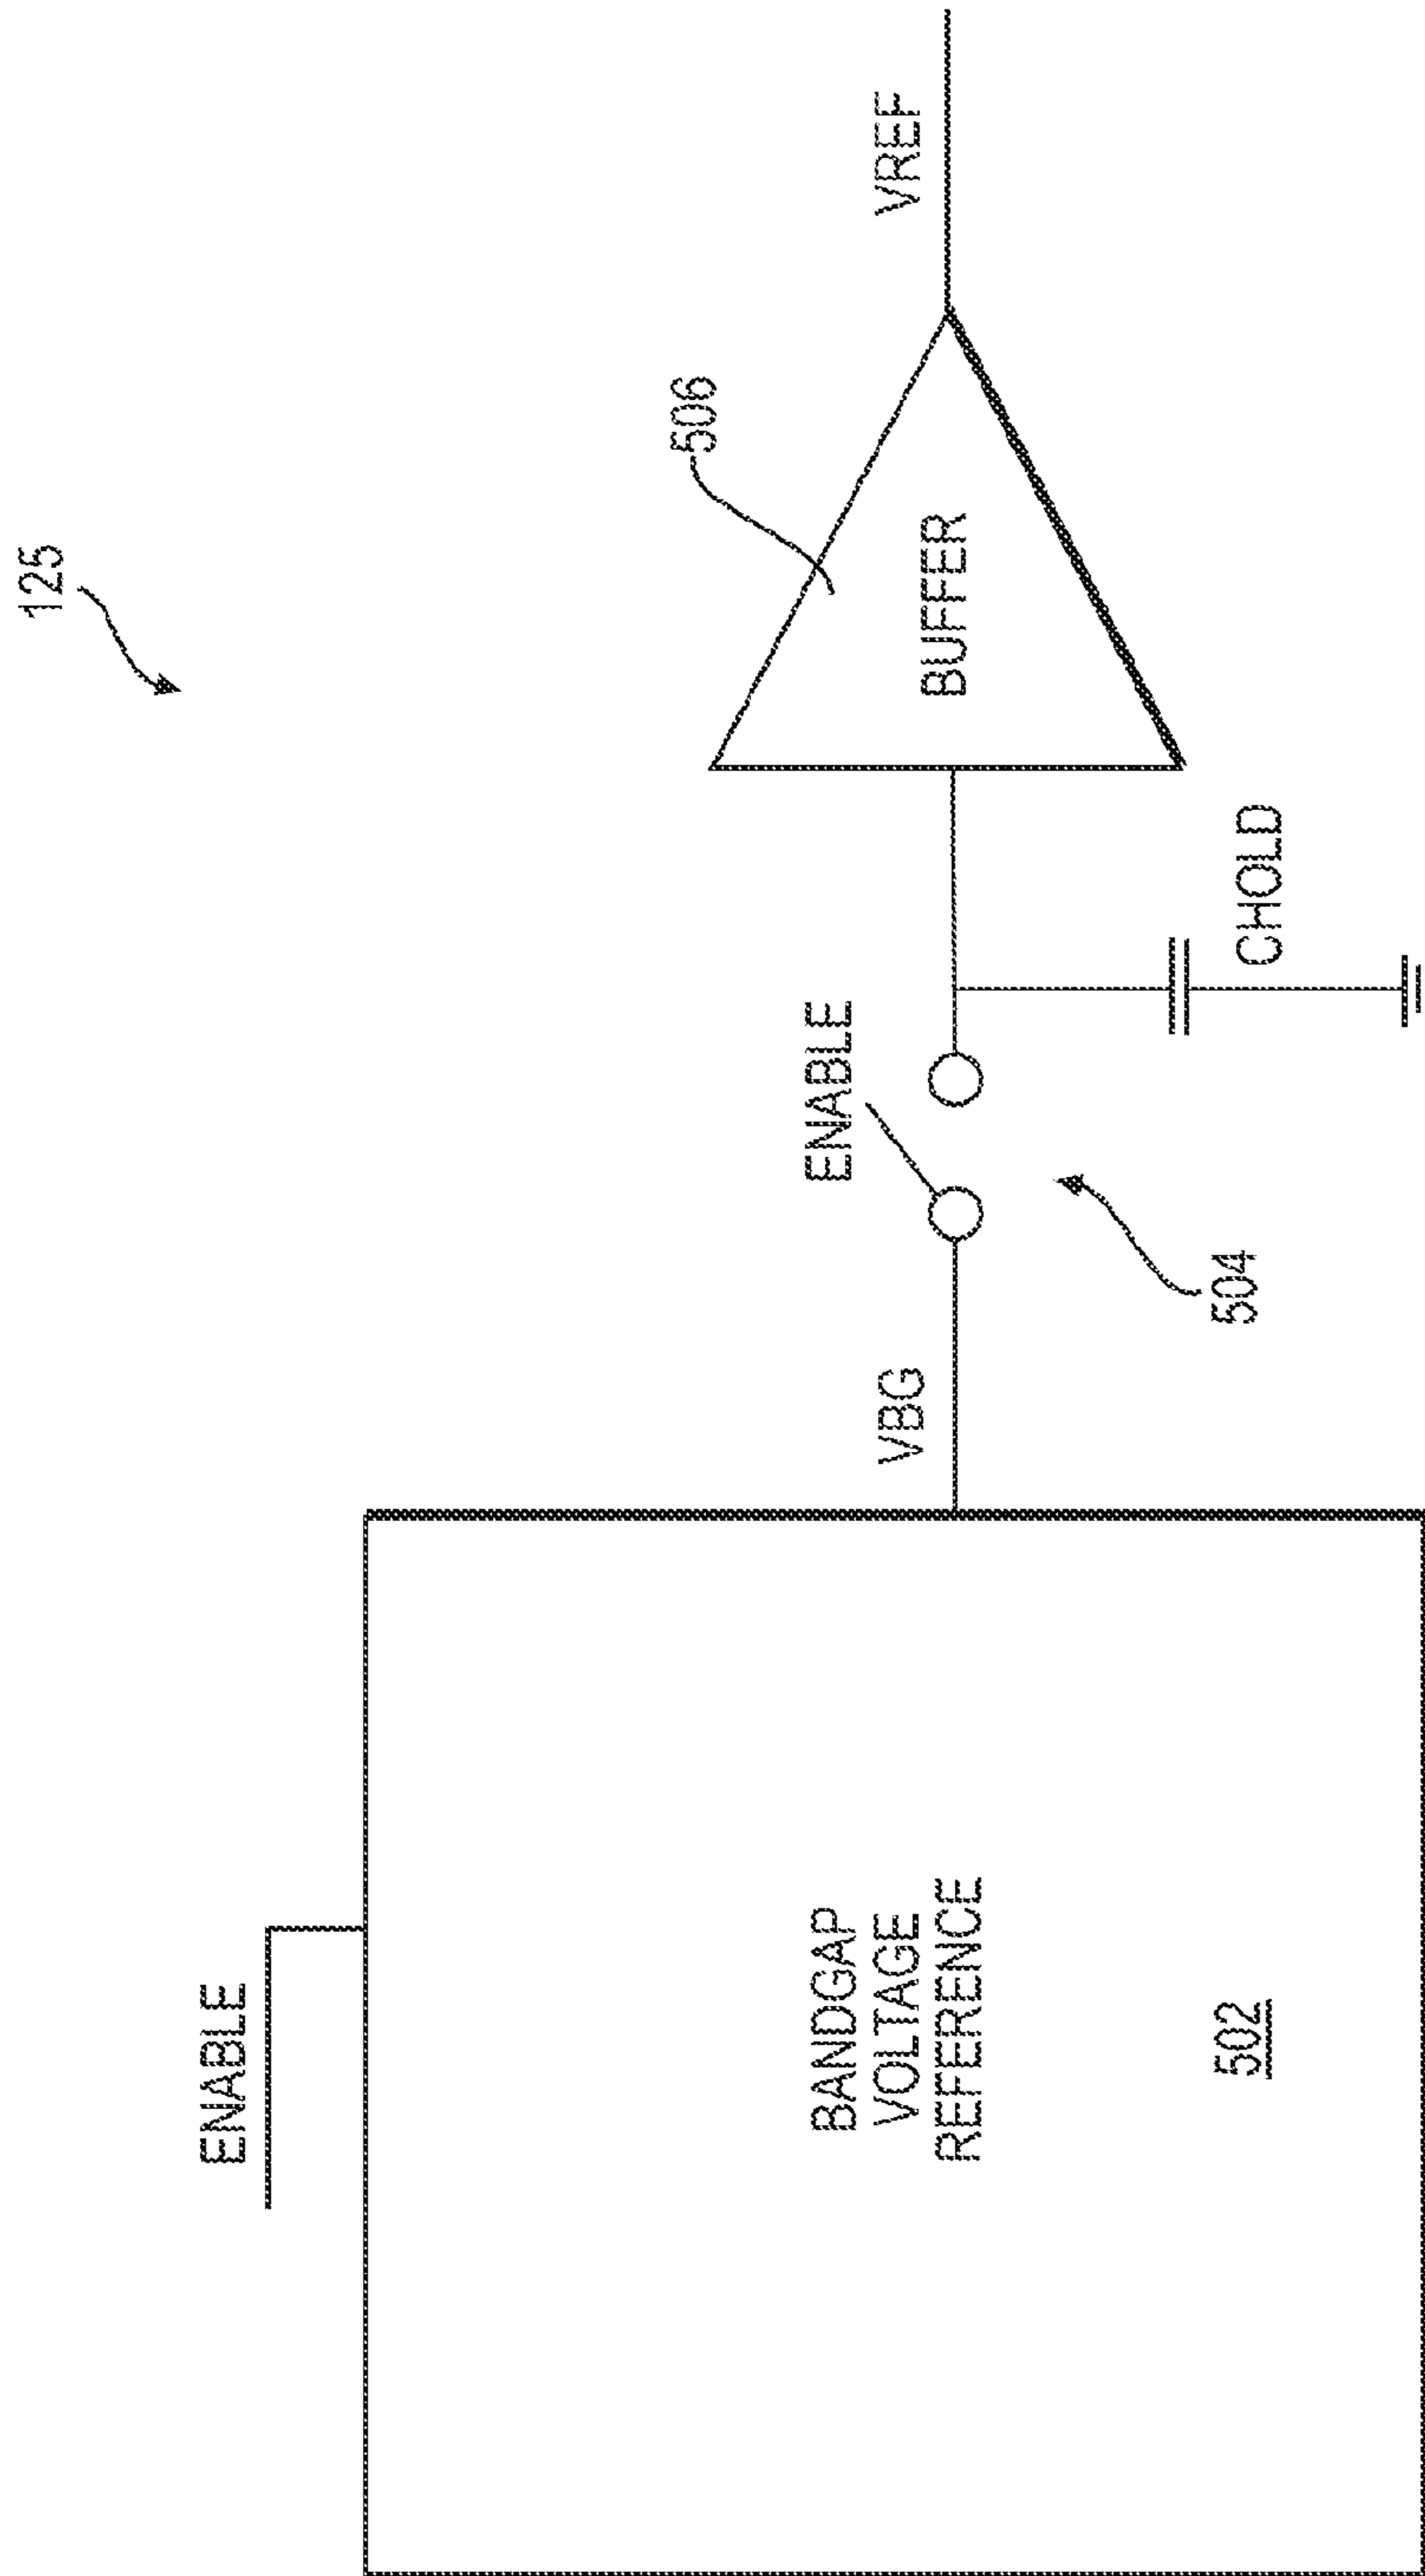 125
ENABLE
506
BANDGAP
VOLTAGE
REFERENCE
502
VBG
ENABLE
504
CHOLD
BUFFER
VREF